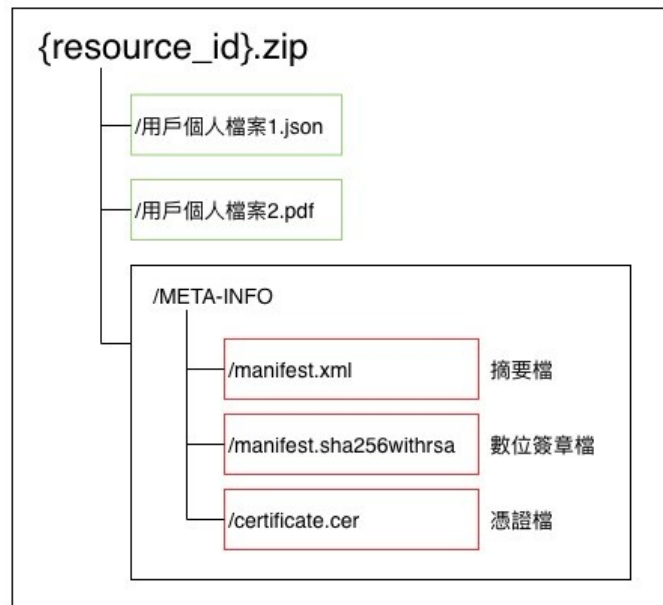 {resource_id}.zip
/用戶個人檔案1.json
/用戶個人檔案2.pdf
/META-INFO
/manifest.xml 摘要檔
/manifest.sha256withrsa 數位簽章檔
/certificate.cer 憑證檔